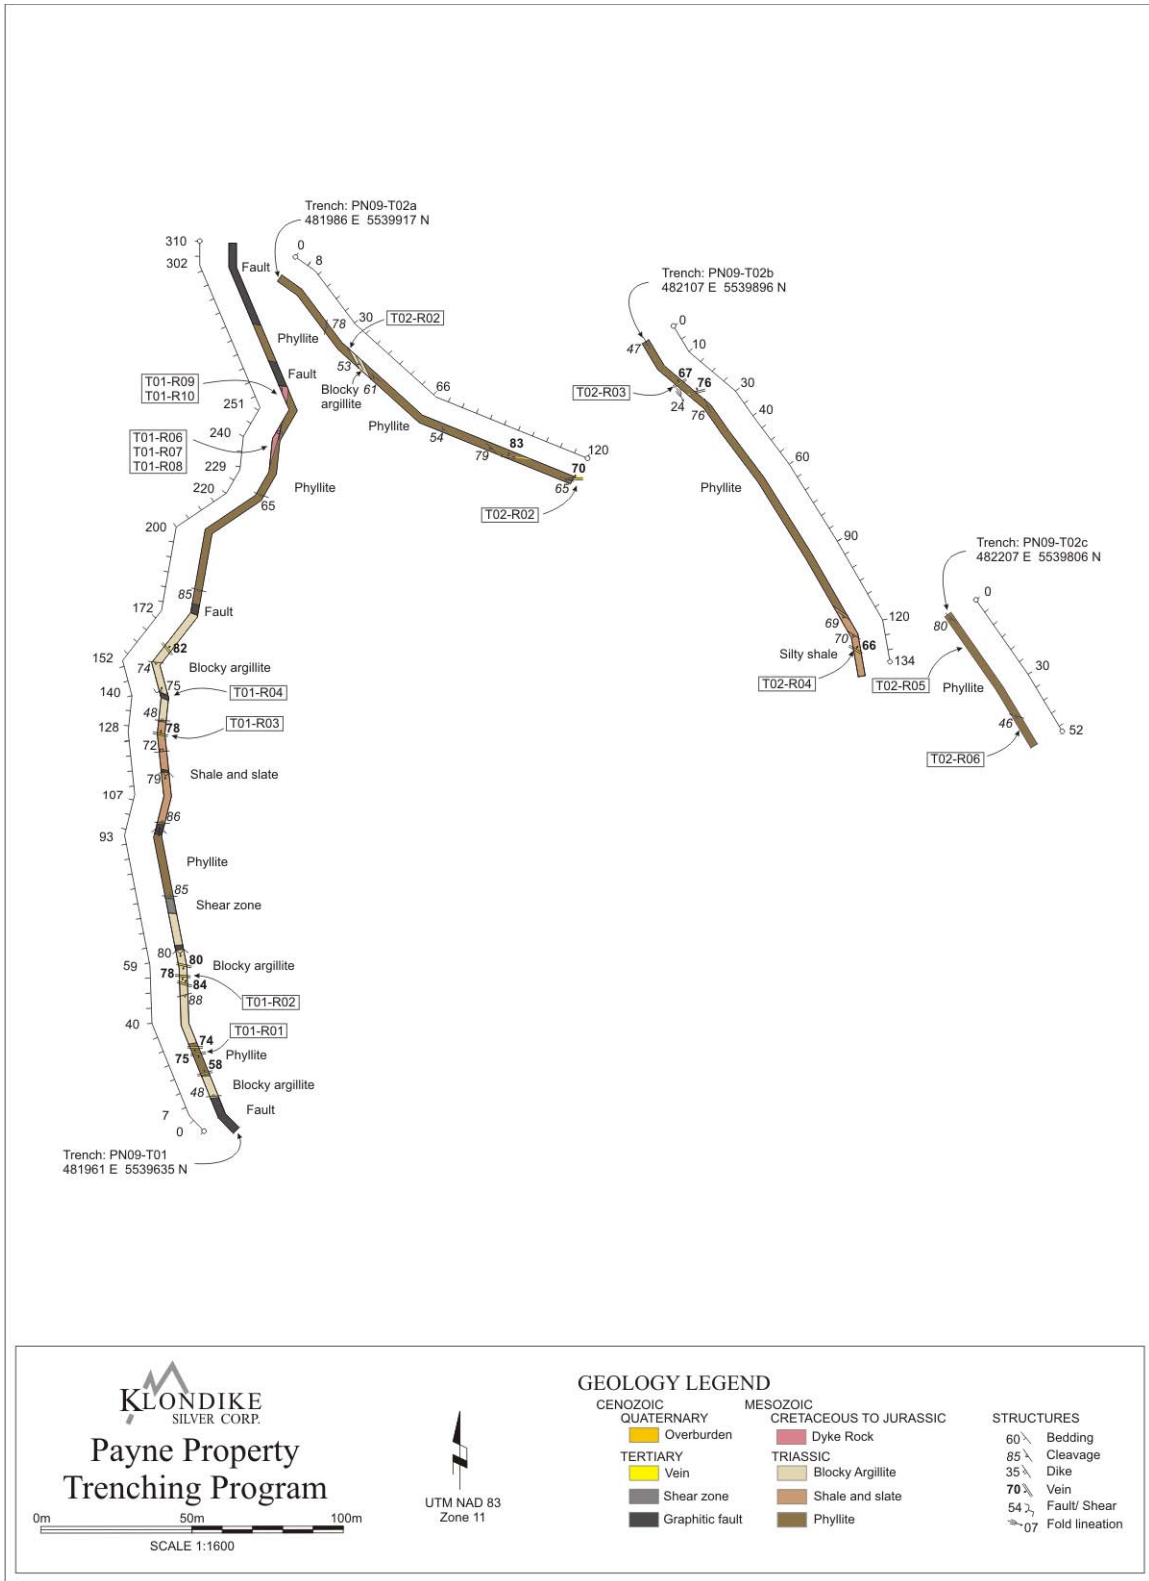 Trench: PN09-T02a
481986 E 5539917 N
310
302
Fault
0
8
30
78
T02-R02
Phyllite
53
Blocky
argillite
61
Fault
66
T01-R09
T01-R10
251
Phyllite
54
83
79
120
70
65
T02-R02
T01-R06
T01-R07
T01-R08
240
229
220
Phyllite
65
200
85
172
Fault
82
152
74
Blocky argillite
75
140
T01-R04
48
128
78
T01-R03
72
79
Shale and slate
107
86
93
Phyllite
85
Shear zone
80
80
59
Blocky argillite
78
84
88
T01-R02
40
T01-R01
74
75
Phyllite
58
48
Blocky argillite
7
Fault
0
Trench: PN09-T01
481961 E 5539635 N
Trench: PN09-T02b
482107 E 5539896 N
0
47
10
67
76
30
T02-R03
24
76
40
60
Phyllite
90
69
120
70
66
Silty shale
134
T02-R04
Trench: PN09-T02c
482207 E 5539806 N
0
80
30
T02-R05
Phyllite
46
52
T02-R06
KLONDIKE
SILVER CORP.
Payne Property
Trenching Program
0m 50m 100m
SCALE 1:1600
UTM NAD 83
Zone 11
GEOLOGY LEGEND
CENOZOIC
QUATERNARY
Overburden
TERTIARY
Vein
Shear zone
Graphitic fault
MESOZOIC
CRETACEOUS TO JURASSIC
Dyke Rock
TRIASSIC
Blocky Argillite
Shale and slate
Phyllite
STRUCTURES
60 Bedding
85 Cleavage
35 Dike
70 Vein
54 Fault/ Shear
07 Fold lineation